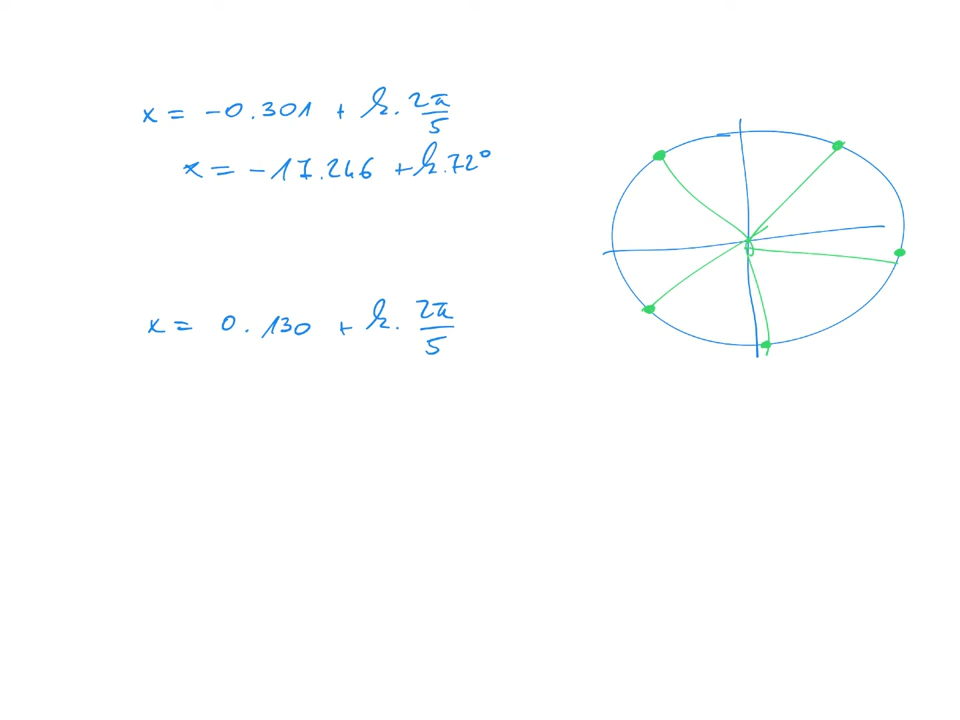 x = -0.301 + k. 2π/5
x = -17.246 + k.72°
x = 0.130 + k. 2π/5